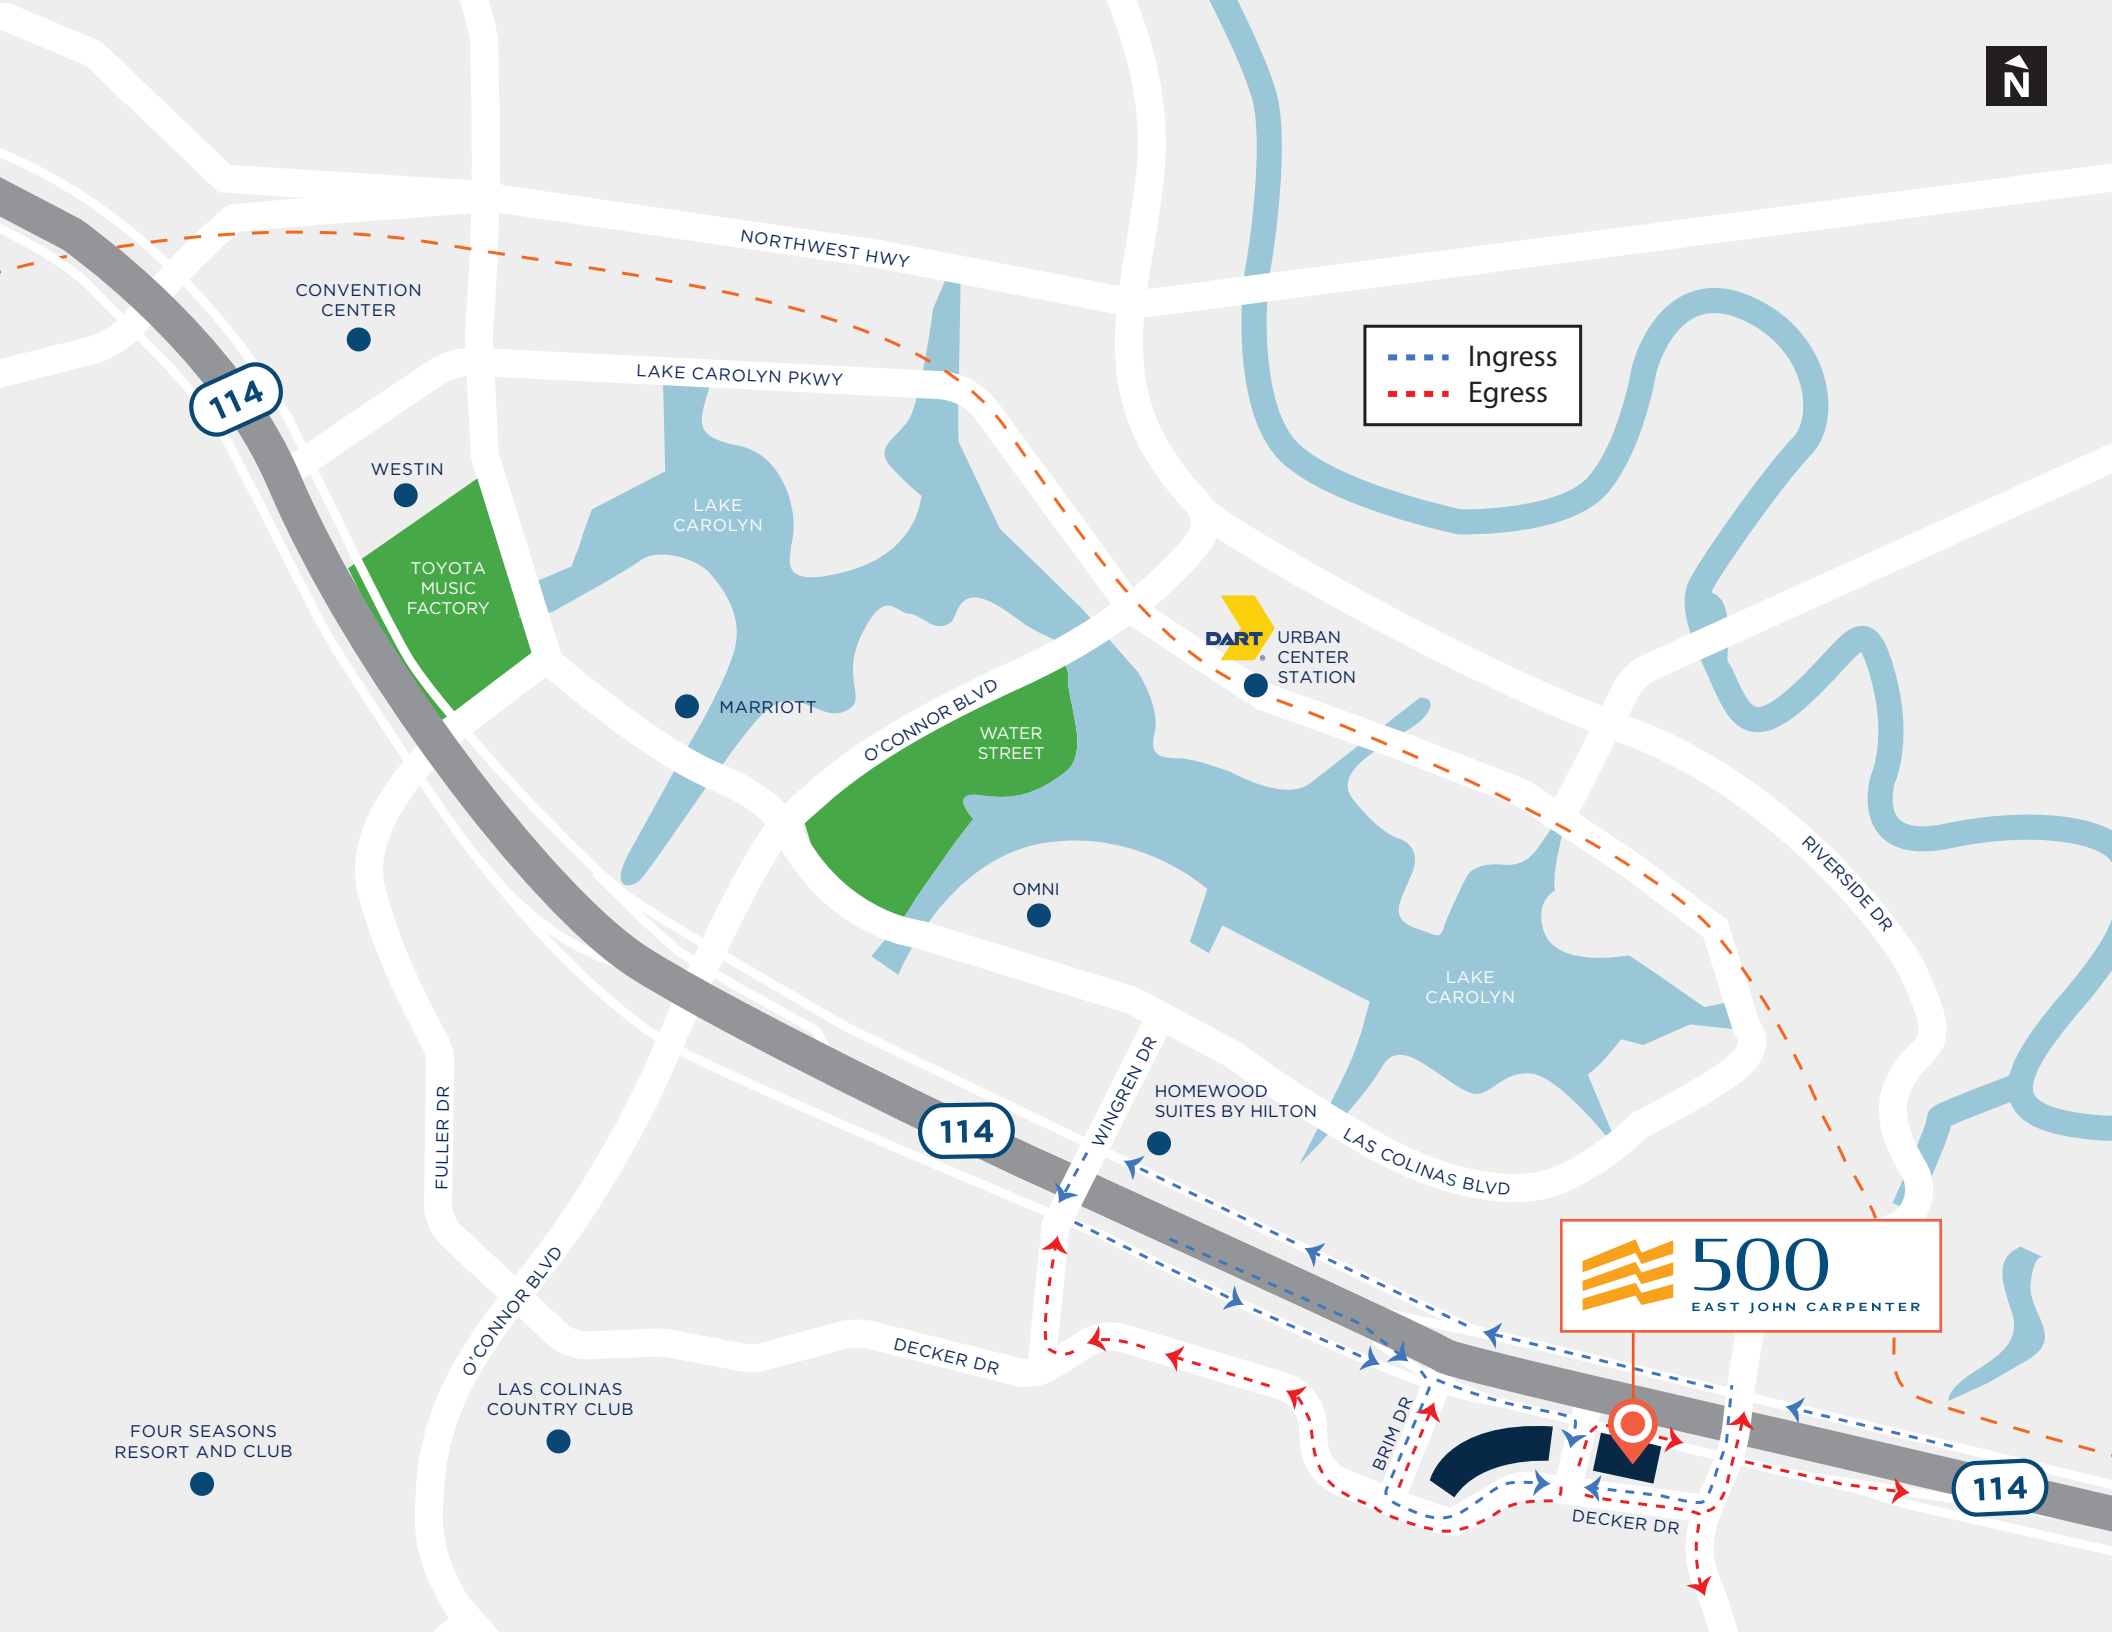 N
NORTHWEST HWY
CONVENTION
CENTER
Ingress
Egress
LAKE CAROLYN PKWY
114
WESTIN
LAKE
CAROLYN
TOYOTA
MUSIC
FACTORY
DART
®
URBAN
CENTER
STATION
MARRIOTT
O'CONNOR BLVD
WATER
STREET
RIVERSIDE DR
OMNI
LAKE
CAROLYN
WINGREN DR
HOMEWOOD
SUITES BY HILTON
FULLER DR
114
LAS COLINAS BLVD
500
EAST JOHN CARPENTER
O'CONNOR BLVD
DECKER DR
LAS COLINAS
COUNTRY CLUB
BRIM DR
FOUR SEASONS
RESORT AND CLUB
114
DECKER DR